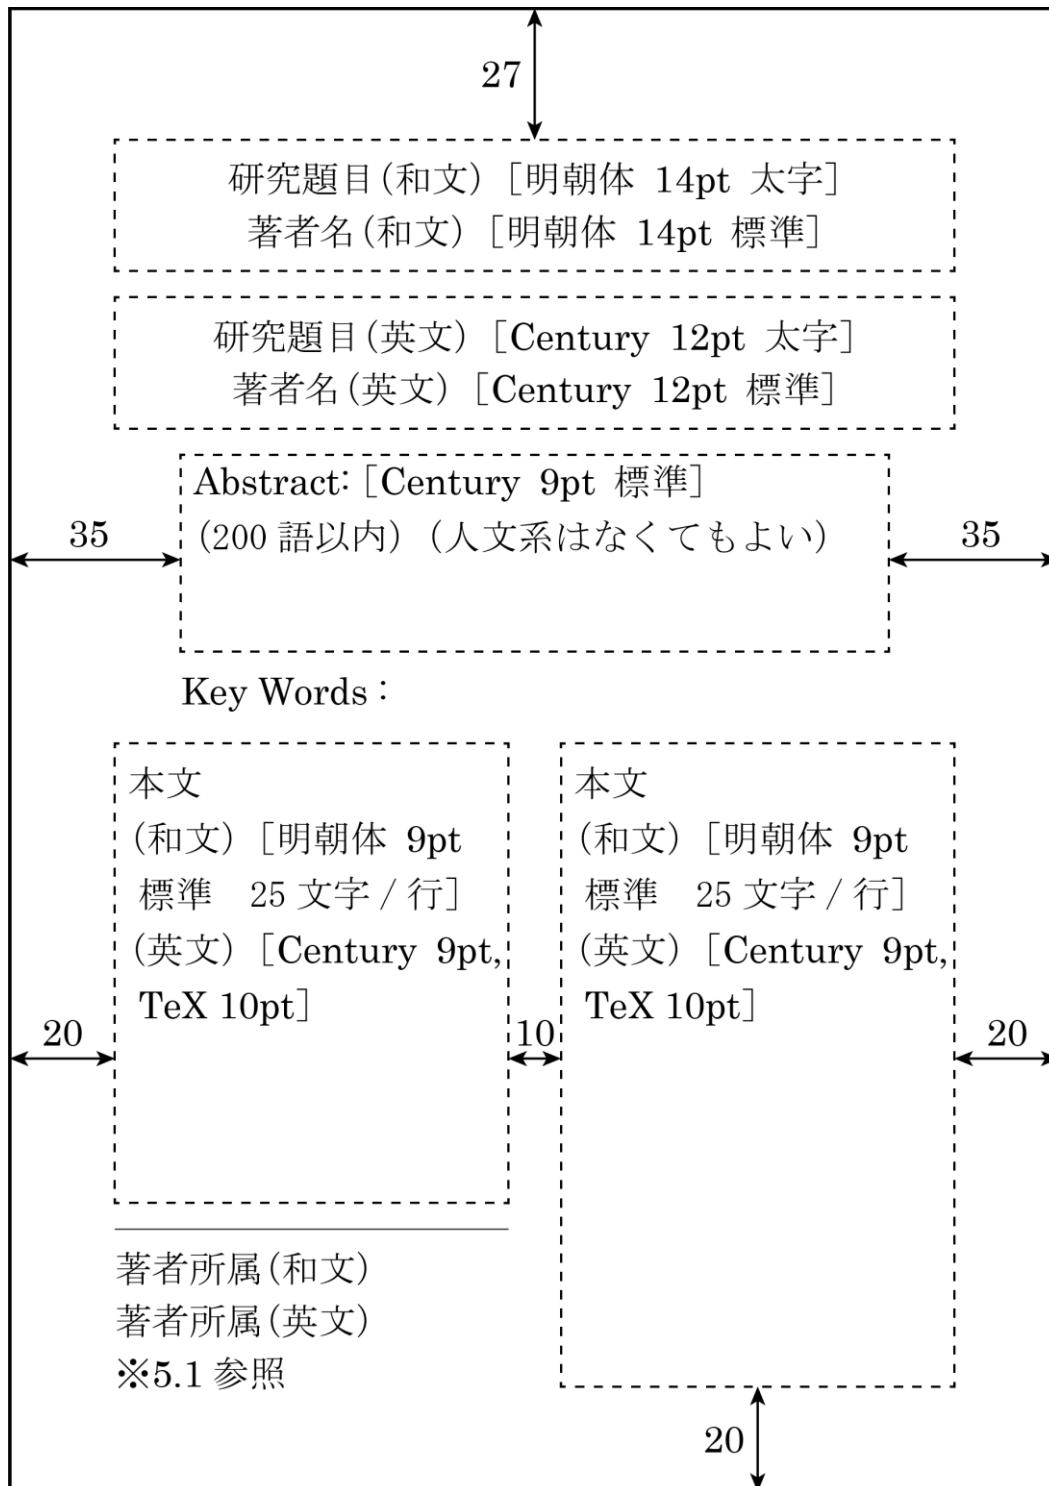 27
研究題目(和文) [明朝体 14pt 太字]
著者名(和文) [明朝体 14pt 標準]
研究題目(英文) [Century 12pt 太字]
著者名(英文) [Century 12pt 標準]
Abstract: [Century 9pt 標準]
(200 語以内) (人文系はなくてもよい)
35
35
Key Words :
本文
(和文) [明朝体 9pt
標準 25 文字 / 行]
(英文) [Century 9pt,
TeX 10pt]
20
10
本文
(和文) [明朝体 9pt
標準 25 文字 / 行]
(英文) [Century 9pt,
TeX 10pt]
20
著者所属(和文)
著者所属(英文)
※5.1 参照
20